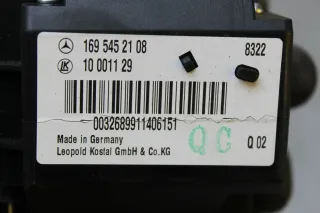 169 545 21 08 8322
LK 10 0011 29
0032689911406151
Made in Germany
Leopold Kostal GmbH & Co.KG
QC Q 02